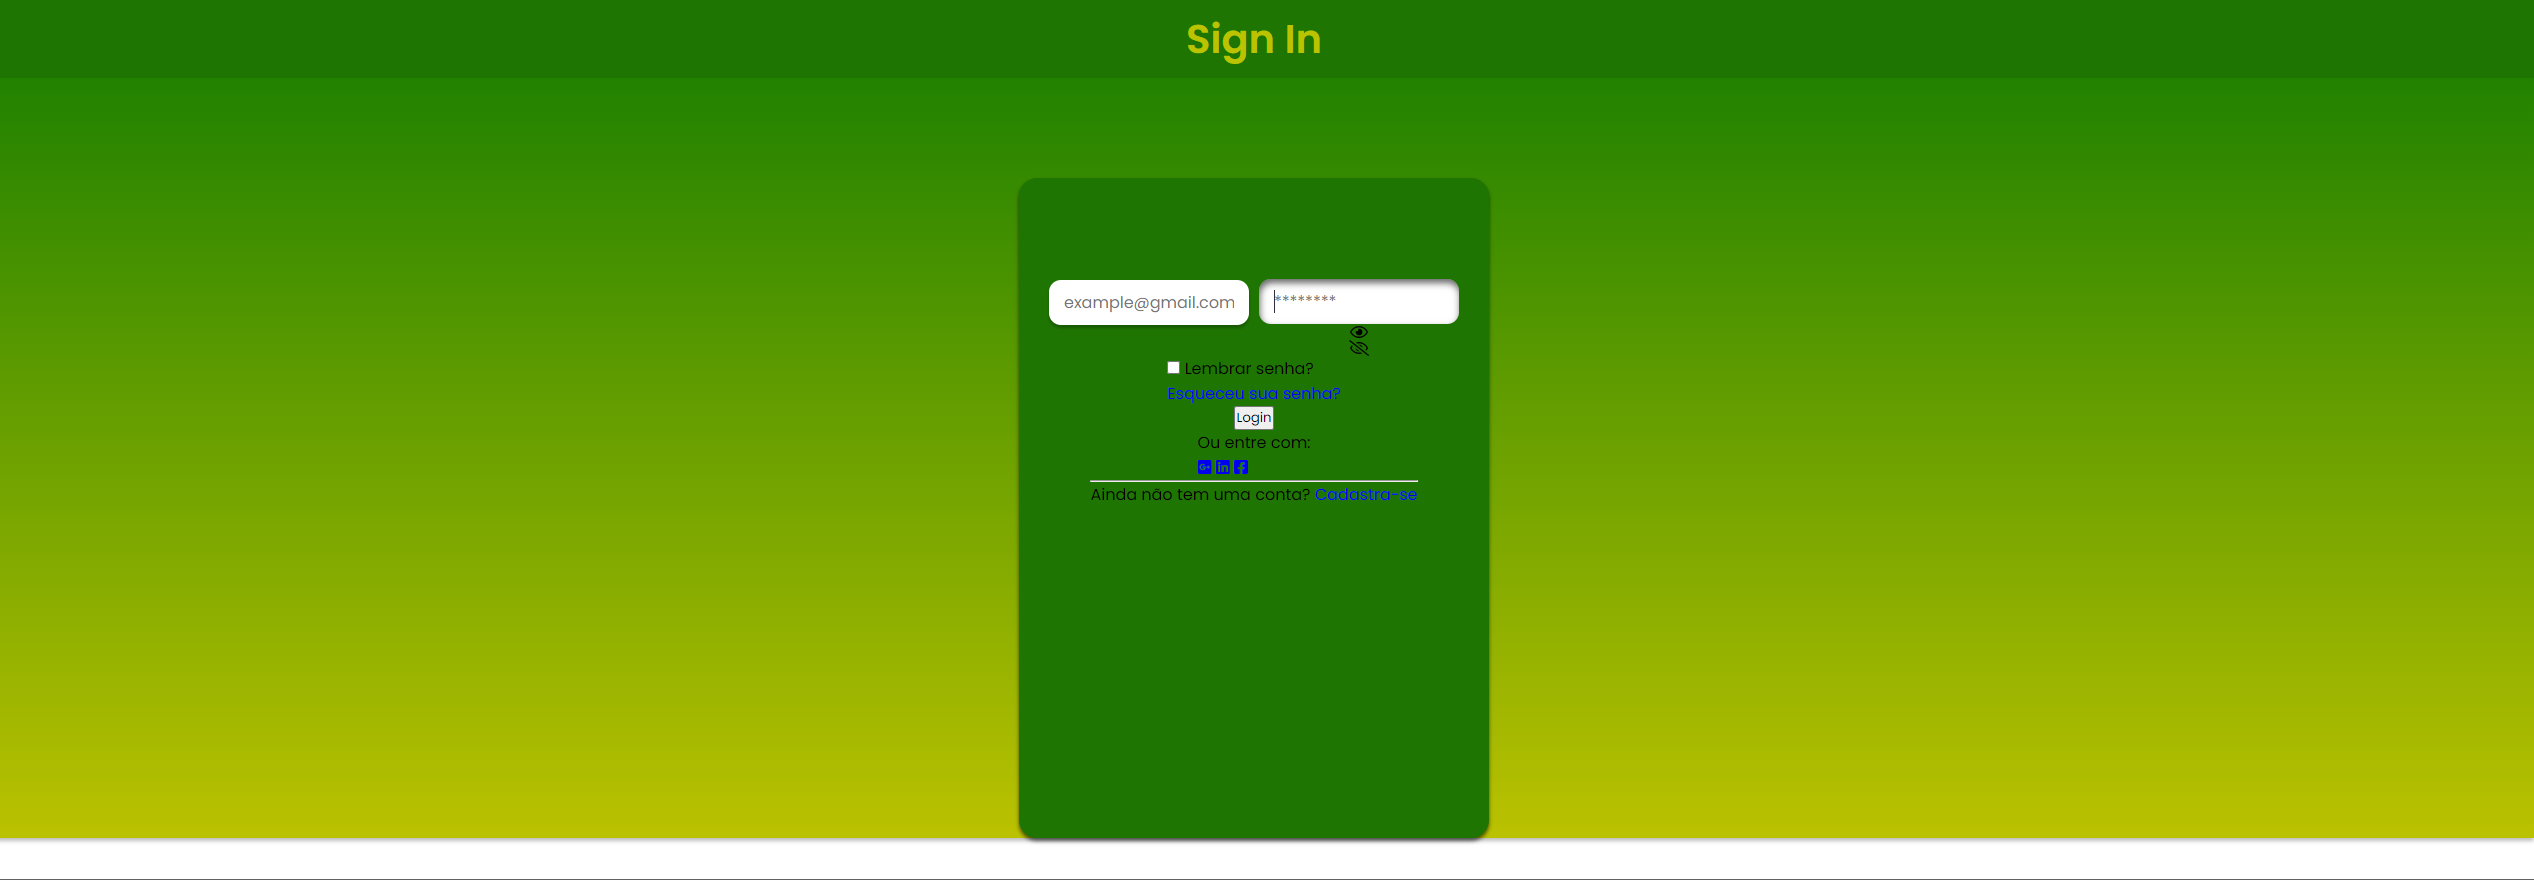 Sign In
example@gmail.com ********
Lembrar senha?
Esqueceu sua senha?
Login
Ou entre com:
G+ in f
Ainda não tem uma conta? Cadastra-se